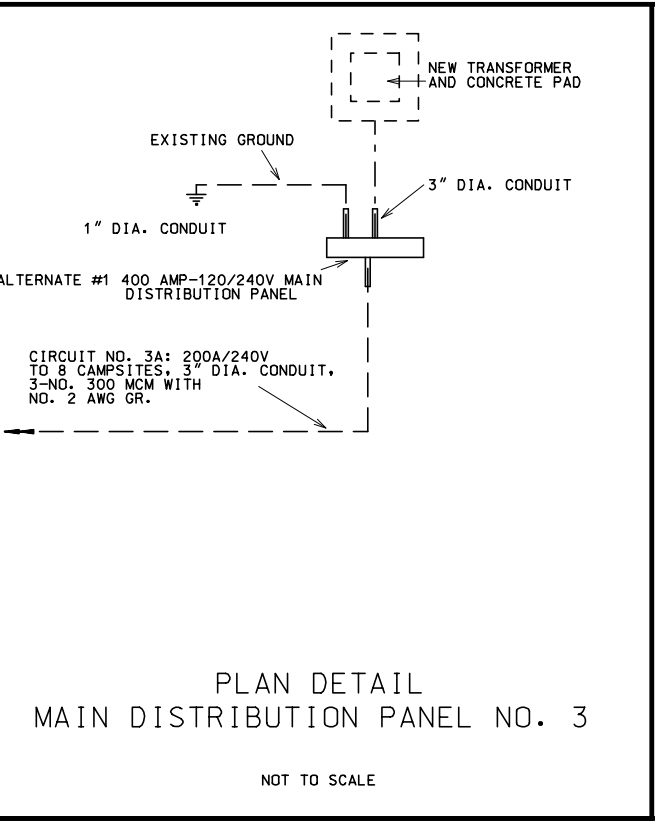 NEW TRANSFORMER
AND CONCRETE PAD
EXISTING GROUND
3" DIA. CONDUIT
1" DIA. CONDUIT
ALTERNATE #1 400 AMP-120/240V MAIN
DISTRIBUTION PANEL
CIRCUIT NO. 3A: 200A/240V
TO 8 CAMPSITES, 3" DIA. CONDUIT,
3-NO. 300 MCM WITH
NO. 2 AWG GR.
PLAN DETAIL
MAIN DISTRIBUTION PANEL NO. 3
NOT TO SCALE